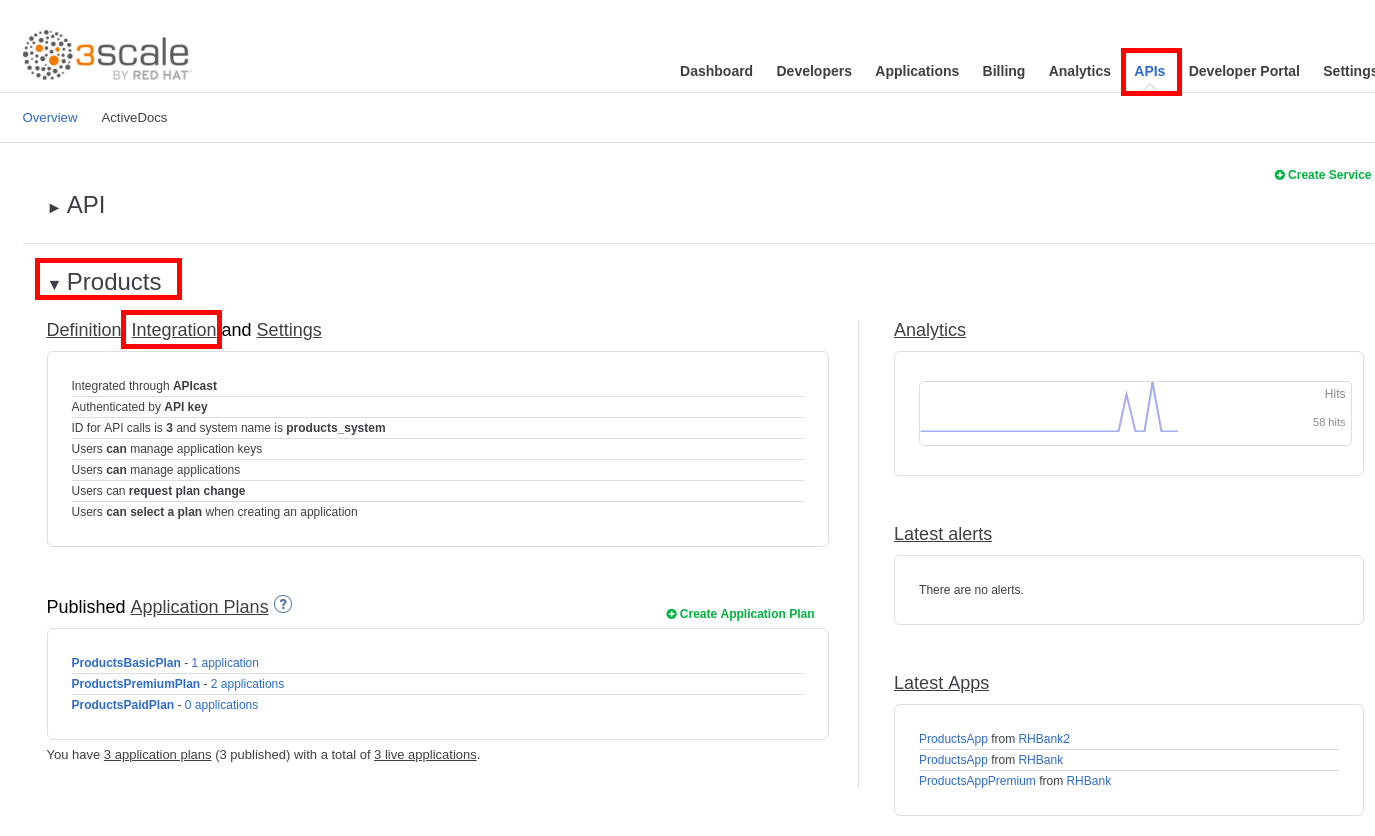 3scale
BY RED HAT
Dashboard Developers Applications Billing Analytics APIs Developer Portal Settings
Overview ActiveDocs
Create Service
► API
▼ Products
Definition Integration and Settings
Integrated through APIcast
Authenticated by API key
ID for API calls is 3 and system name is products_system
Users can manage application keys
Users can manage applications
Users can request plan change
Users can select a plan when creating an application
Published Application Plans ?
Create Application Plan
ProductsBasicPlan - 1 application
ProductsPremiumPlan - 2 applications
ProductsPaidPlan - 0 applications
You have 3 application plans (3 published) with a total of 3 live applications.
Analytics
Hits
58 hits
Latest alerts
There are no alerts.
Latest Apps
ProductsApp from RHBank2
ProductsApp from RHBank
ProductsAppPremium from RHBank